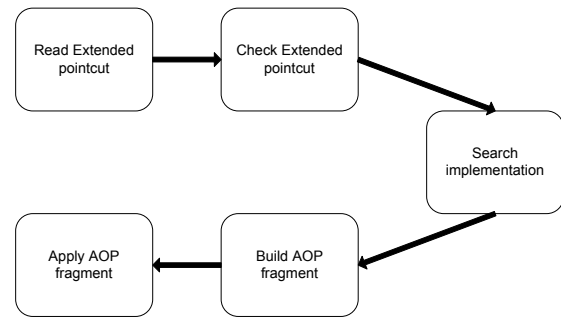 Read Extended
pointcut
Check Extended
pointcut
Search
implementation
Build AOP
fragment
Apply AOP
fragment